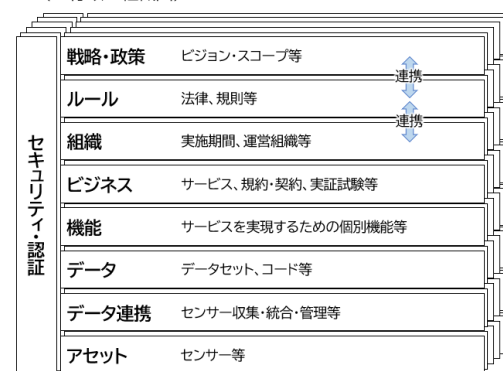 戦略・政策 ビジョン・スコープ等
連携
ルール 法律、規則等
連携
組織 実施期間、運営組織等
ビジネス サービス、規約・契約、実証試験等
機能 サービスを実現するための個別機能等
データ データセット、コード等
データ連携 センサー収集・統合・管理等
アセット センサー等
セキュリティ・認証